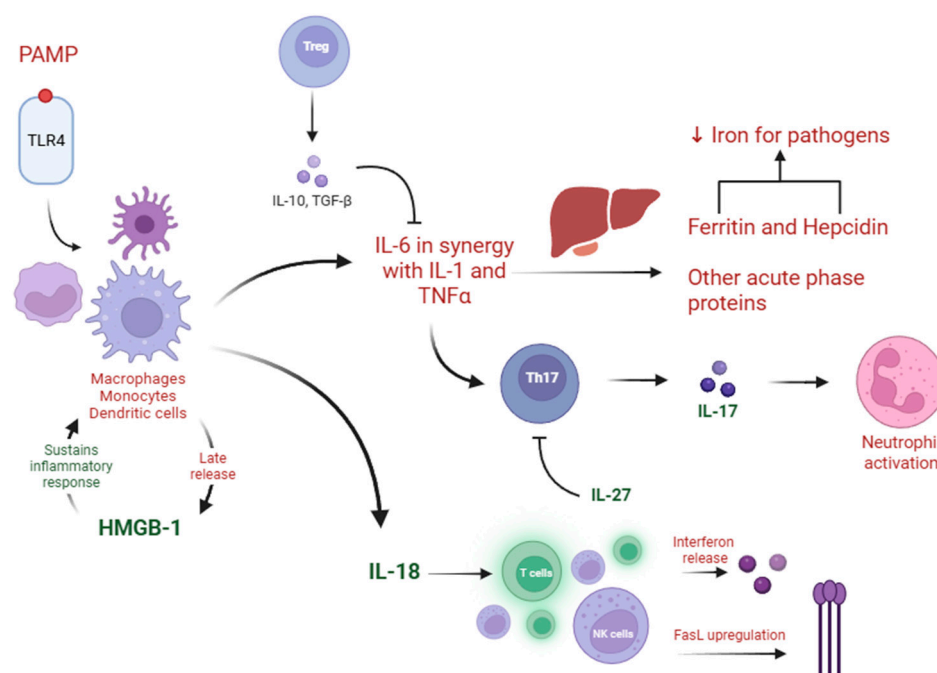 PAMP
TLR4
Treg
IL-10, TGF-β
Macrophages
Monocytes
Dendritic cells
Sustains
inflammatory
response
Late
release
HMGB-1
IL-6 in synergy
with IL-1 and
TNFα
↓ Iron for pathogens
Ferritin and Hepcidin
Other acute phase
proteins
Th17
IL-17
Neutrophi
activation
IL-27
IL-18
T cells
NK cells
Interferon
release
FasL upregulation